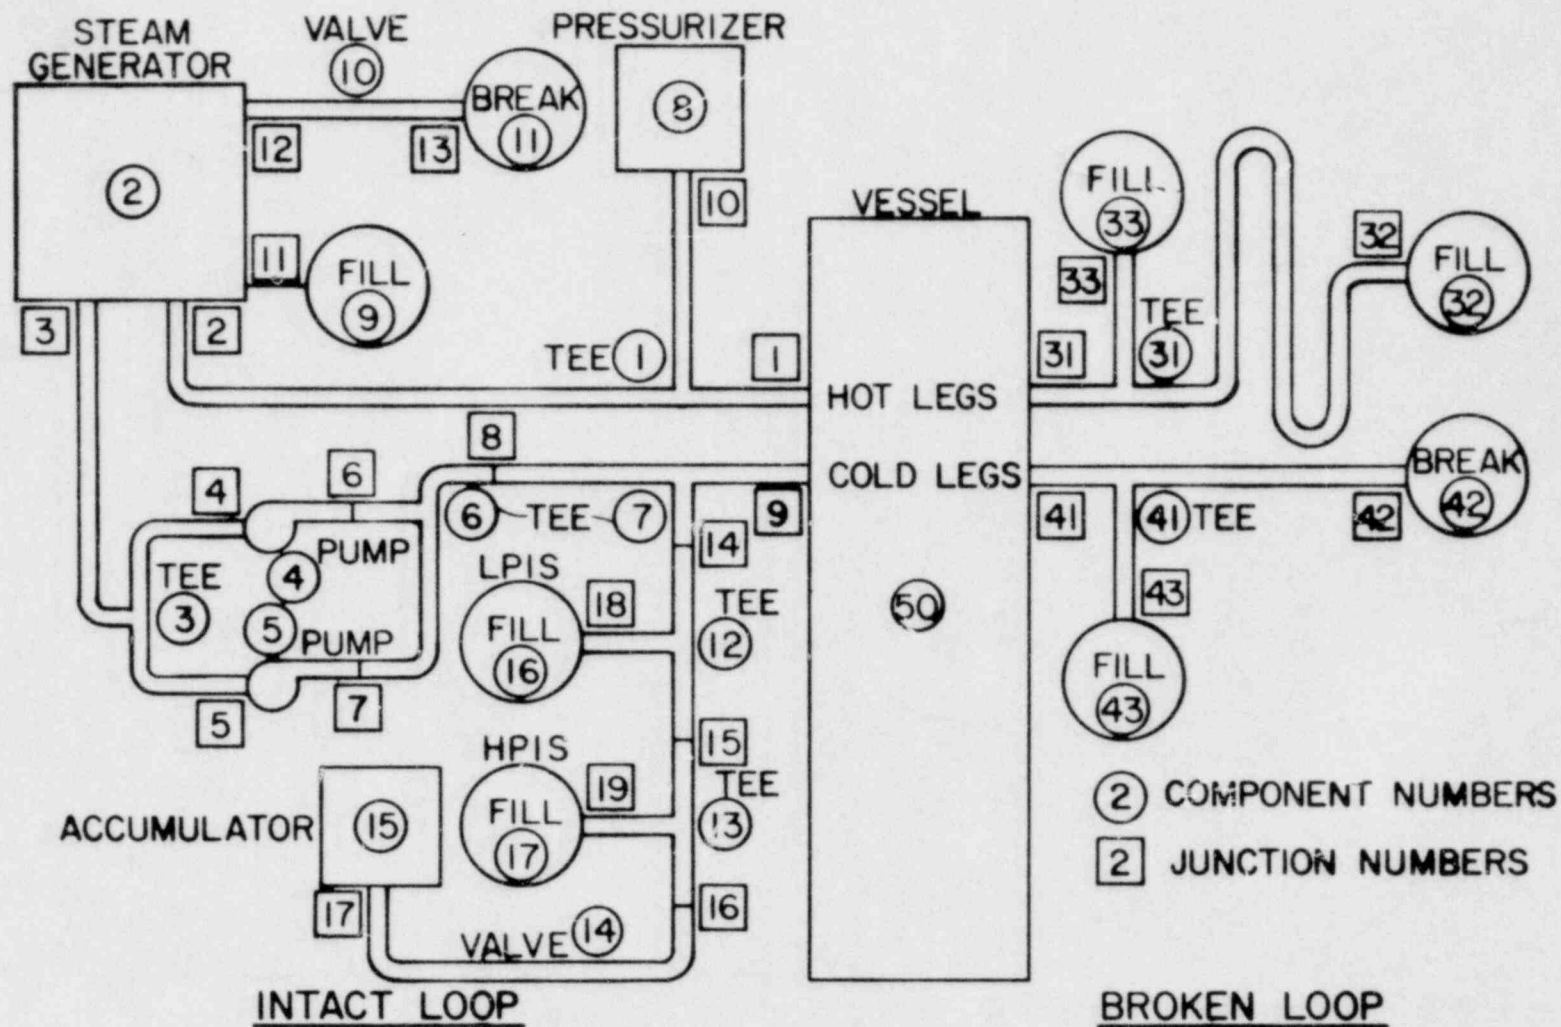 STEAM
GENERATOR
2
VALVE
10
BREAK
11
PRESSURIZER
8
12
13
10
11
FILL
9
3
2
TEE 1
1
VESSEL
HOT LEGS
COLD LEGS
50
FILL
33
33
TEE
31
31
32
FILL
32
8
4
6
6 TEE 7
9
14
PUMP
4
TEE
3
5
PUMP
5
7
LPIS
FILL
16
18
TEE
12
15
HPIS
FILL
17
19
TEE
13
ACCUMULATOR
15
17
VALVE 14
16
41
41 TEE
42
BREAK
42
43
FILL
43
2 COMPONENT NUMBERS
2 JUNCTION NUMBERS
INTACT LOOP
BROKEN LOOP